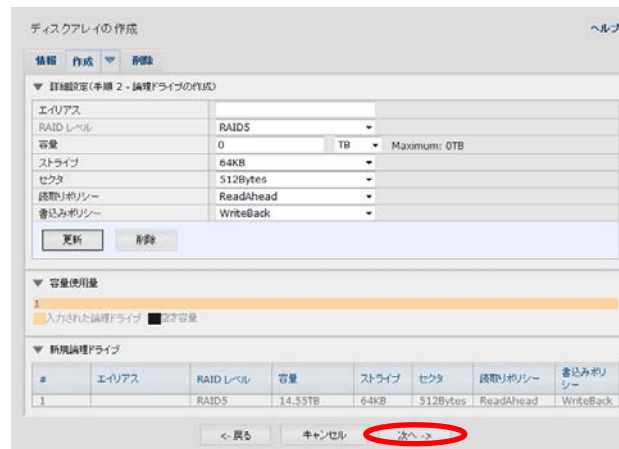 ディスクアレイの作成 ヘルプ
情報 作成 削除
詳細設定(手順 2 - 論理ドライブの作成)
エイリアス
RAID レベル RAID5
容量 0 TB Maximum: 0TB
ストライプ 64KB
セクタ 512Bytes
読取りポリシー ReadAhead
書込みポリシー WriteBack
更新 削除
容量使用量
1
入力された論理ドライブ 空き容量
新規論理ドライブ
# エイリアス RAID レベル 容量 ストライプ セクタ 読取りポリシー 書込みポリシー
1 RAID5 14.55TB 64KB 512Bytes ReadAhead WriteBack
<- 戻る キャンセル 次へ ->